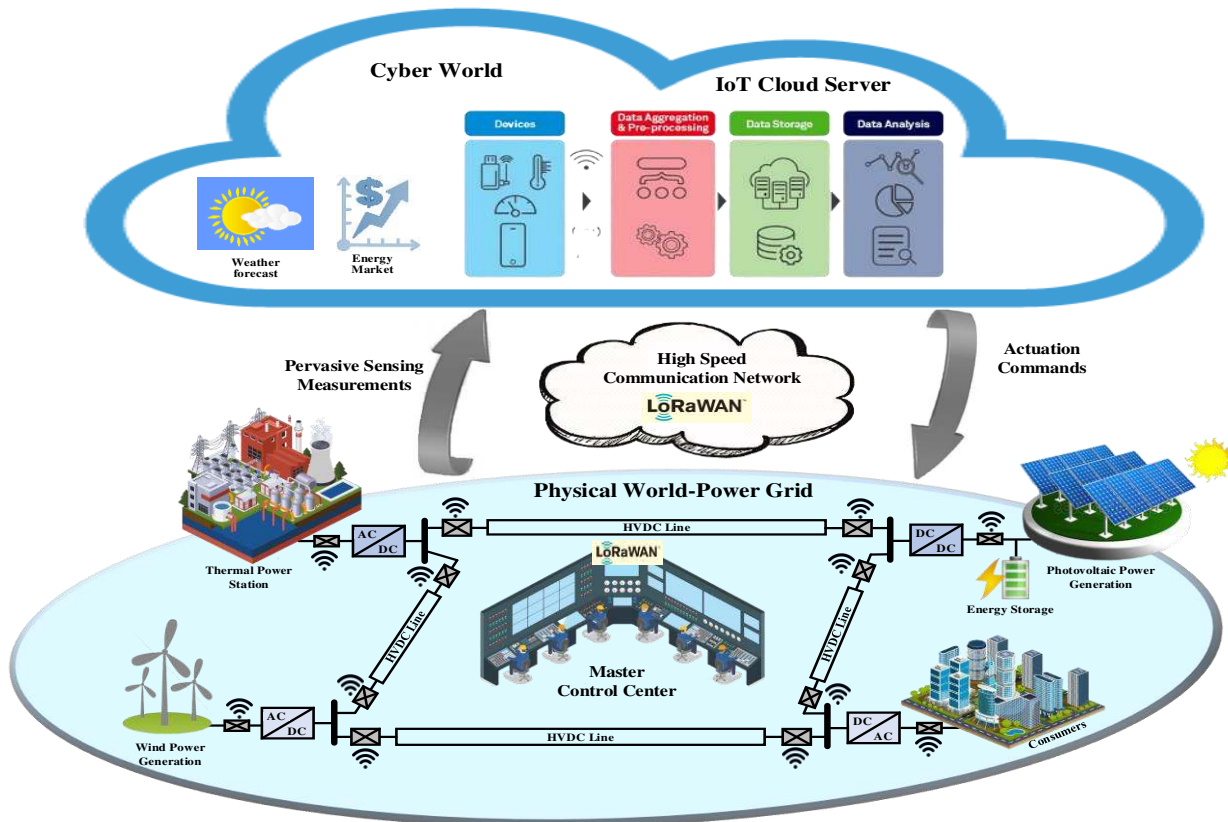 Cyber World
IoT Cloud Server
Devices
Data Aggregation
& Pre-processing
Data Storage
Data Analysis
$
Weather
forecast
Energy
Market
Pervasive Sensing
Measurements
High Speed
Communication Network
LoRaWAN™
Actuation
Commands
Physical World-Power Grid
HVDC Line
AC
DC
DC
DC
LoRaWAN™
Thermal Power
Station
Photovoltaic Power
Generation
Energy Storage
HVDC Line
HVDC Line
Master
Control Center
AC
DC
DC
AC
HVDC Line
Wind Power
Generation
Consumers